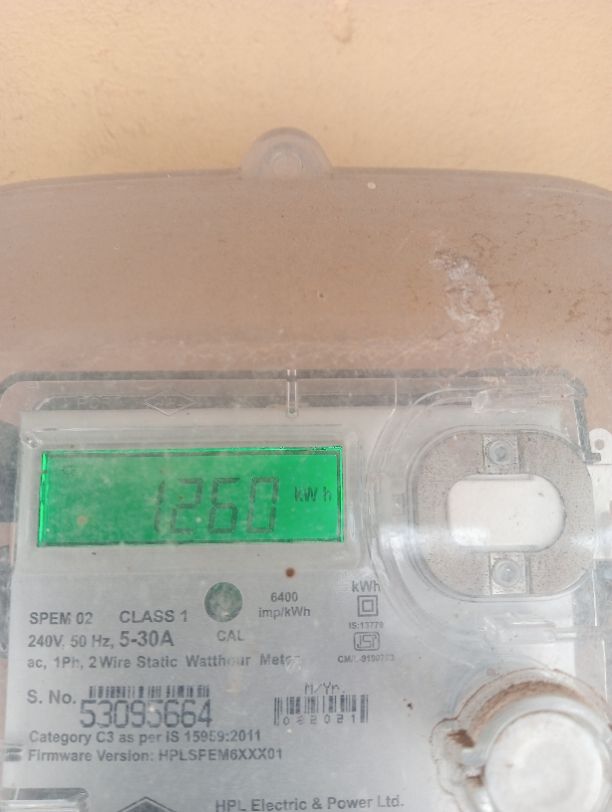 1260 kWh
6400
imp/kWh
kWh
SPEM 02 CLASS 1
CAL
IS:13779
240V, 50 Hz, 5-30A
ISI
ac, 1Ph, 2 Wire Static Watthour Meter
S. No. 53095664
M/Yr.
082021
Category C3 as per IS 15959:2011
Firmware Version: HPLSPEM6XXX01
HPL Electric & Power Ltd.